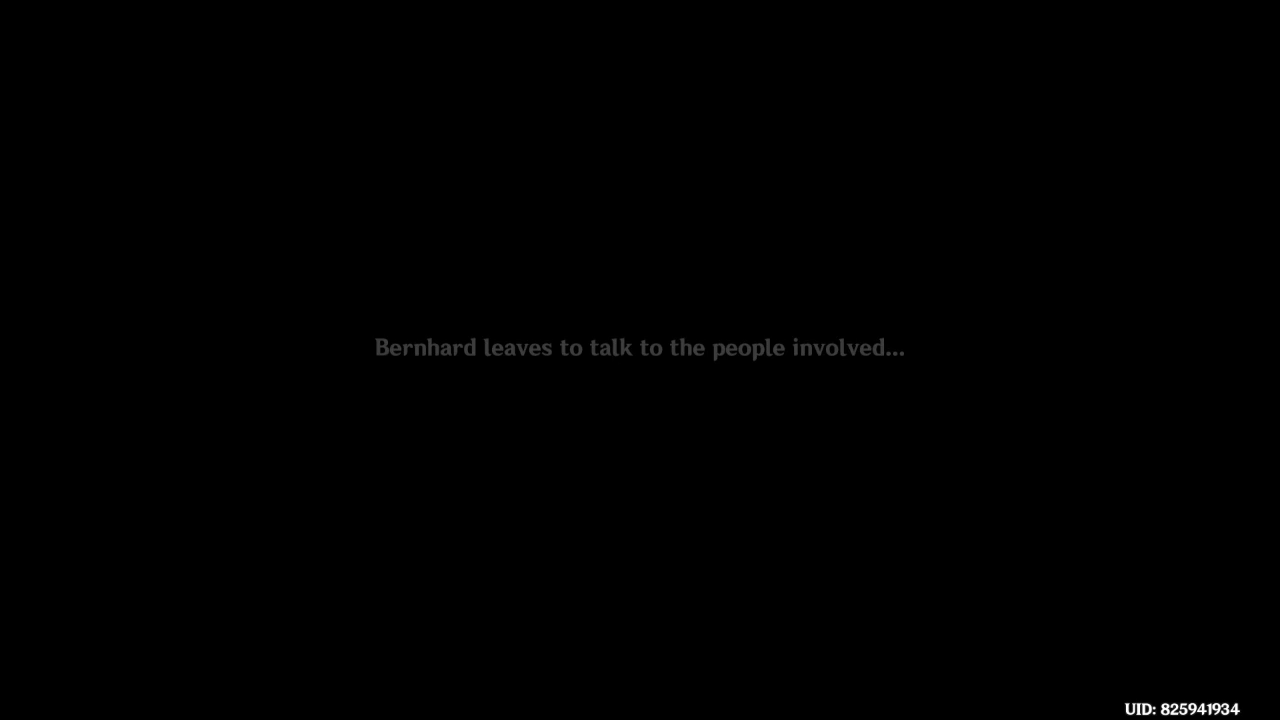 Bernhard leaves to talk to the people involved...
UID: 825941934